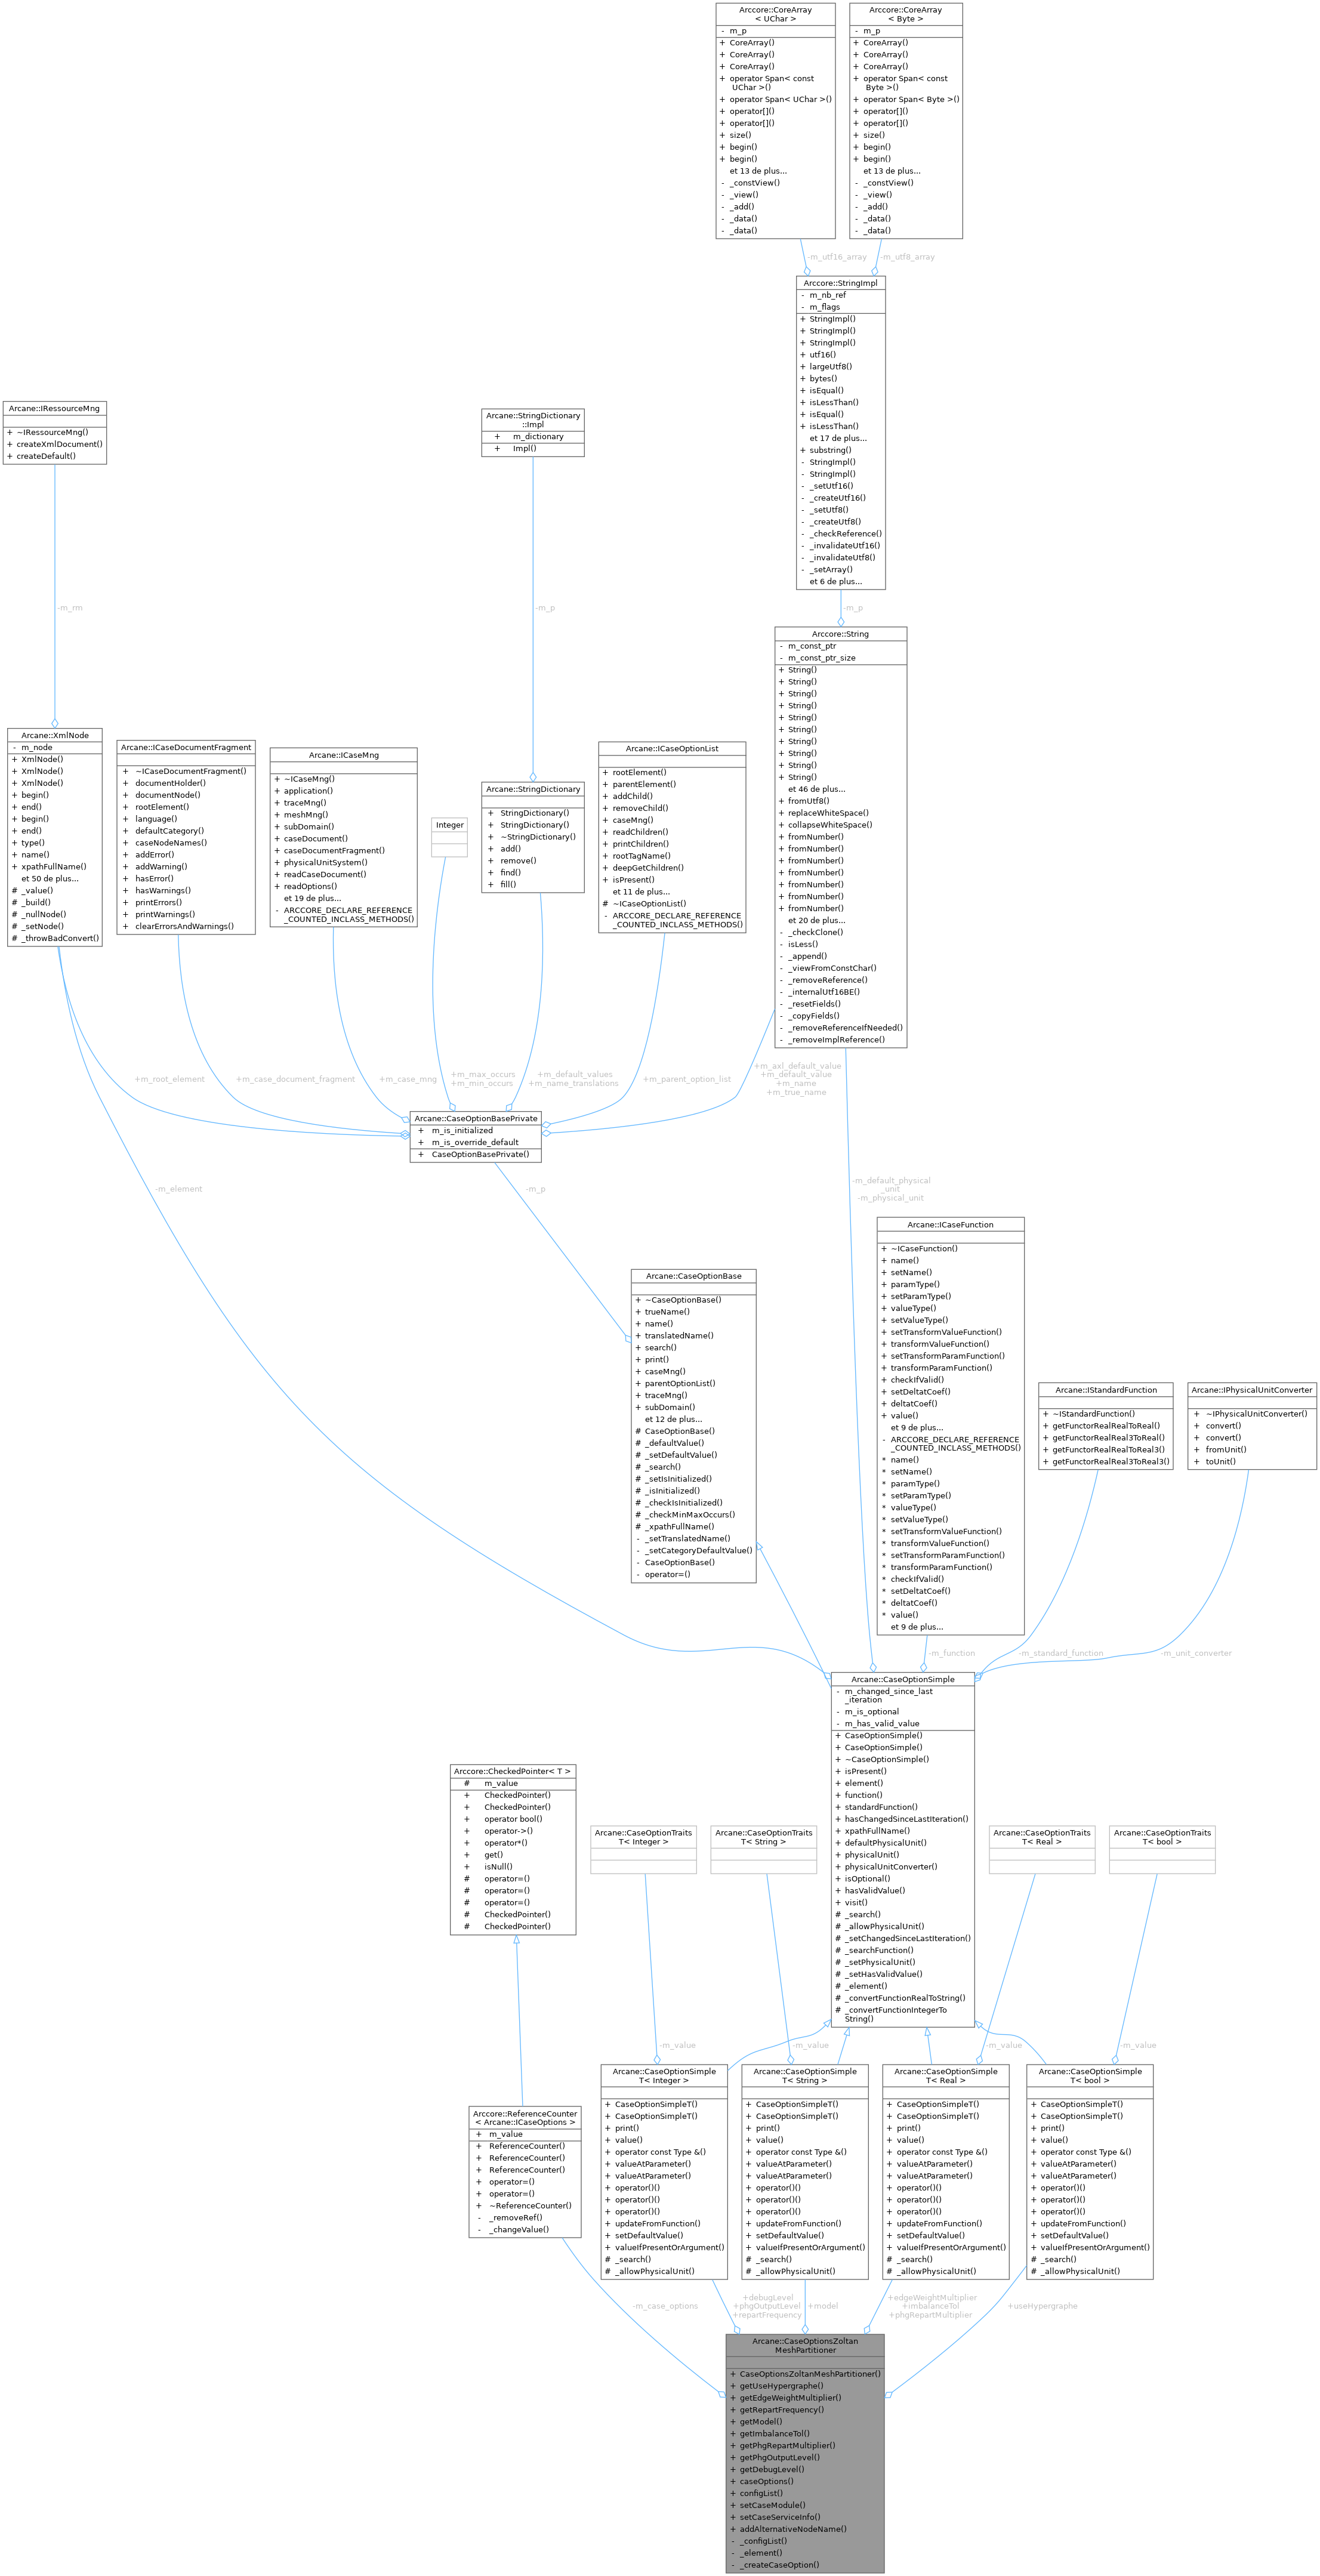 Arccore::CoreArray
< UChar >
- m_p
+ CoreArray()
+ CoreArray()
+ CoreArray()
+ operator Span< const
UChar >()
+ operator Span< UChar >()
+ operator[]()
+ operator[]()
+ size()
+ begin()
+ begin()
et 13 de plus...
- _constView()
- _view()
- _add()
- _data()
- _data()
Arccore::CoreArray
< Byte >
- m_p
+ CoreArray()
+ CoreArray()
+ CoreArray()
+ operator Span< const
Byte >()
+ operator Span< Byte >()
+ operator[]()
+ operator[]()
+ size()
+ begin()
+ begin()
et 13 de plus...
- _constView()
- _view()
- _add()
- _data()
- _data()
-m_utf16_array
-m_utf8_array
Arccore::StringImpl
- m_nb_ref
- m_flags
+ StringImpl()
+ StringImpl()
+ StringImpl()
+ utf16()
+ largeUtf8()
+ bytes()
+ isEqual()
+ isLessThan()
+ isEqual()
+ isLessThan()
et 17 de plus...
+ substring()
- StringImpl()
- StringImpl()
- _setUtf16()
- _createUtf16()
- _setUtf8()
- _createUtf8()
- _checkReference()
- _invalidateUtf16()
- _invalidateUtf8()
- _setArray()
et 6 de plus...
Arcane::IRessourceMng
+ ~IRessourceMng()
+ createXmlDocument()
+ createDefault()
Arcane::StringDictionary
::Impl
+ m_dictionary
+ Impl()
-m_rm
-m_p
-m_p
Arccore::String
- m_const_ptr
- m_const_ptr_size
+ String()
+ String()
+ String()
+ String()
+ String()
+ String()
+ String()
+ String()
+ String()
+ String()
et 46 de plus...
+ fromUtf8()
+ replaceWhiteSpace()
+ collapseWhiteSpace()
+ fromNumber()
+ fromNumber()
+ fromNumber()
+ fromNumber()
+ fromNumber()
+ fromNumber()
+ fromNumber()
et 20 de plus...
- _checkClone()
- isLess()
- _append()
- _viewFromConstChar()
- _removeReference()
- _internalUtf16BE()
- _resetFields()
- _copyFields()
- _removeReferenceIfNeeded()
- _removeImplReference()
Arcane::XmlNode
- m_node
+ XmlNode()
+ XmlNode()
+ XmlNode()
+ begin()
+ end()
+ begin()
+ end()
+ type()
+ name()
+ xpathFullName()
et 50 de plus...
# _value()
# _build()
# _nullNode()
# _setNode()
# _throwBadConvert()
Arcane::ICaseDocumentFragment
+ ~ICaseDocumentFragment()
+ documentHolder()
+ documentNode()
+ rootElement()
+ language()
+ defaultCategory()
+ caseNodeNames()
+ addError()
+ addWarning()
+ hasError()
+ hasWarnings()
+ printErrors()
+ printWarnings()
+ clearErrorsAndWarnings()
Arcane::ICaseMng
+ ~ICaseMng()
+ application()
+ traceMng()
+ meshMng()
+ subDomain()
+ caseDocument()
+ caseDocumentFragment()
+ physicalUnitSystem()
+ readCaseDocument()
+ readOptions()
et 19 de plus...
- ARCCORE_DECLARE_REFERENCE
_COUNTED_INCLASS_METHODS()
Integer
Arcane::StringDictionary
+ StringDictionary()
+ StringDictionary()
+ ~StringDictionary()
+ add()
+ remove()
+ find()
+ fill()
Arcane::ICaseOptionList
+ rootElement()
+ parentElement()
+ addChild()
+ removeChild()
+ caseMng()
+ readChildren()
+ printChildren()
+ rootTagName()
+ deepGetChildren()
+ isPresent()
et 11 de plus...
# ~ICaseOptionList()
- ARCCORE_DECLARE_REFERENCE
_COUNTED_INCLASS_METHODS()
+m_root_element
+m_case_document_fragment
+m_case_mng
+m_max_occurs
+m_min_occurs
+m_default_values
+m_name_translations
+m_parent_option_list
+m_axl_default_value
+m_default_value
+m_name
+m_true_name
Arcane::CaseOptionBasePrivate
+ m_is_initialized
+ m_is_override_default
+ CaseOptionBasePrivate()
-m_element
-m_p
-m_default_physical
_unit
-m_physical_unit
Arcane::CaseOptionBase
+ ~CaseOptionBase()
+ trueName()
+ name()
+ translatedName()
+ search()
+ print()
+ caseMng()
+ parentOptionList()
+ traceMng()
+ subDomain()
et 12 de plus...
# CaseOptionBase()
# _defaultValue()
# _setDefaultValue()
# _search()
# _setIsInitialized()
# _isInitialized()
# _checkIsInitialized()
# _checkMinMaxOccurs()
# _xpathFullName()
- _setTranslatedName()
- _setCategoryDefaultValue()
- CaseOptionBase()
- operator=()
Arcane::ICaseFunction
+ ~ICaseFunction()
+ name()
+ setName()
+ paramType()
+ setParamType()
+ valueType()
+ setValueType()
+ setTransformValueFunction()
+ transformValueFunction()
+ setTransformParamFunction()
+ transformParamFunction()
+ checkIfValid()
+ setDeltatCoef()
+ deltatCoef()
+ value()
et 9 de plus...
- ARCCORE_DECLARE_REFERENCE
_COUNTED_INCLASS_METHODS()
* name()
* setName()
* paramType()
* setParamType()
* valueType()
* setValueType()
* setTransformValueFunction()
* transformValueFunction()
* setTransformParamFunction()
* transformParamFunction()
* checkIfValid()
* setDeltatCoef()
* deltatCoef()
* value()
et 9 de plus...
Arcane::IStandardFunction
+ ~IStandardFunction()
+ getFunctorRealRealToReal()
+ getFunctorRealReal3ToReal()
+ getFunctorRealRealToReal3()
+ getFunctorRealReal3ToReal3()
Arcane::IPhysicalUnitConverter
+ ~IPhysicalUnitConverter()
+ convert()
+ convert()
+ fromUnit()
+ toUnit()
-m_function
-m_standard_function
-m_unit_converter
Arcane::CaseOptionSimple
- m_changed_since_last
_iteration
- m_is_optional
- m_has_valid_value
+ CaseOptionSimple()
+ CaseOptionSimple()
+ ~CaseOptionSimple()
+ isPresent()
+ element()
+ function()
+ standardFunction()
+ hasChangedSinceLastIteration()
+ xpathFullName()
+ defaultPhysicalUnit()
+ physicalUnit()
+ physicalUnitConverter()
+ isOptional()
+ hasValidValue()
+ visit()
# _search()
# _allowPhysicalUnit()
# _setChangedSinceLastIteration()
# _searchFunction()
# _setPhysicalUnit()
# _setHasValidValue()
# _element()
# _convertFunctionRealToString()
# _convertFunctionIntegerTo
String()
Arccore::CheckedPointer< T >
# m_value
+ CheckedPointer()
+ CheckedPointer()
+ operator bool()
+ operator->()
+ operator*()
+ get()
+ isNull()
# operator=()
# operator=()
# operator=()
# CheckedPointer()
# CheckedPointer()
Arcane::CaseOptionTraits
T< Integer >
Arcane::CaseOptionTraits
T< String >
Arcane::CaseOptionTraits
T< Real >
Arcane::CaseOptionTraits
T< bool >
-m_value
-m_value
-m_value
-m_value
Arccore::ReferenceCounter
< Arcane::ICaseOptions >
+ m_value
+ ReferenceCounter()
+ ReferenceCounter()
+ ReferenceCounter()
+ operator=()
+ operator=()
+ ~ReferenceCounter()
- _removeRef()
- _changeValue()
Arcane::CaseOptionSimple
T< Integer >
+ CaseOptionSimpleT()
+ CaseOptionSimpleT()
+ print()
+ value()
+ operator const Type &()
+ valueAtParameter()
+ valueAtParameter()
+ operator()()
+ operator()()
+ operator()()
+ updateFromFunction()
+ setDefaultValue()
+ valueIfPresentOrArgument()
# _search()
# _allowPhysicalUnit()
Arcane::CaseOptionSimple
T< String >
+ CaseOptionSimpleT()
+ CaseOptionSimpleT()
+ print()
+ value()
+ operator const Type &()
+ valueAtParameter()
+ valueAtParameter()
+ operator()()
+ operator()()
+ operator()()
+ updateFromFunction()
+ setDefaultValue()
+ valueIfPresentOrArgument()
# _search()
# _allowPhysicalUnit()
Arcane::CaseOptionSimple
T< Real >
+ CaseOptionSimpleT()
+ CaseOptionSimpleT()
+ print()
+ value()
+ operator const Type &()
+ valueAtParameter()
+ valueAtParameter()
+ operator()()
+ operator()()
+ operator()()
+ updateFromFunction()
+ setDefaultValue()
+ valueIfPresentOrArgument()
# _search()
# _allowPhysicalUnit()
Arcane::CaseOptionSimple
T< bool >
+ CaseOptionSimpleT()
+ CaseOptionSimpleT()
+ print()
+ value()
+ operator const Type &()
+ valueAtParameter()
+ valueAtParameter()
+ operator()()
+ operator()()
+ operator()()
+ updateFromFunction()
+ setDefaultValue()
+ valueIfPresentOrArgument()
# _search()
# _allowPhysicalUnit()
-m_case_options
+debugLevel
+phgOutputLevel
+repartFrequency
+model
+edgeWeightMultiplier
+imbalanceTol
+phgRepartMultiplier
+useHypergraphe
Arcane::CaseOptionsZoltan
MeshPartitioner
+ CaseOptionsZoltanMeshPartitioner()
+ getUseHypergraphe()
+ getEdgeWeightMultiplier()
+ getRepartFrequency()
+ getModel()
+ getImbalanceTol()
+ getPhgRepartMultiplier()
+ getPhgOutputLevel()
+ getDebugLevel()
+ caseOptions()
+ configList()
+ setCaseModule()
+ setCaseServiceInfo()
+ addAlternativeNodeName()
- _configList()
- _element()
- _createCaseOption()